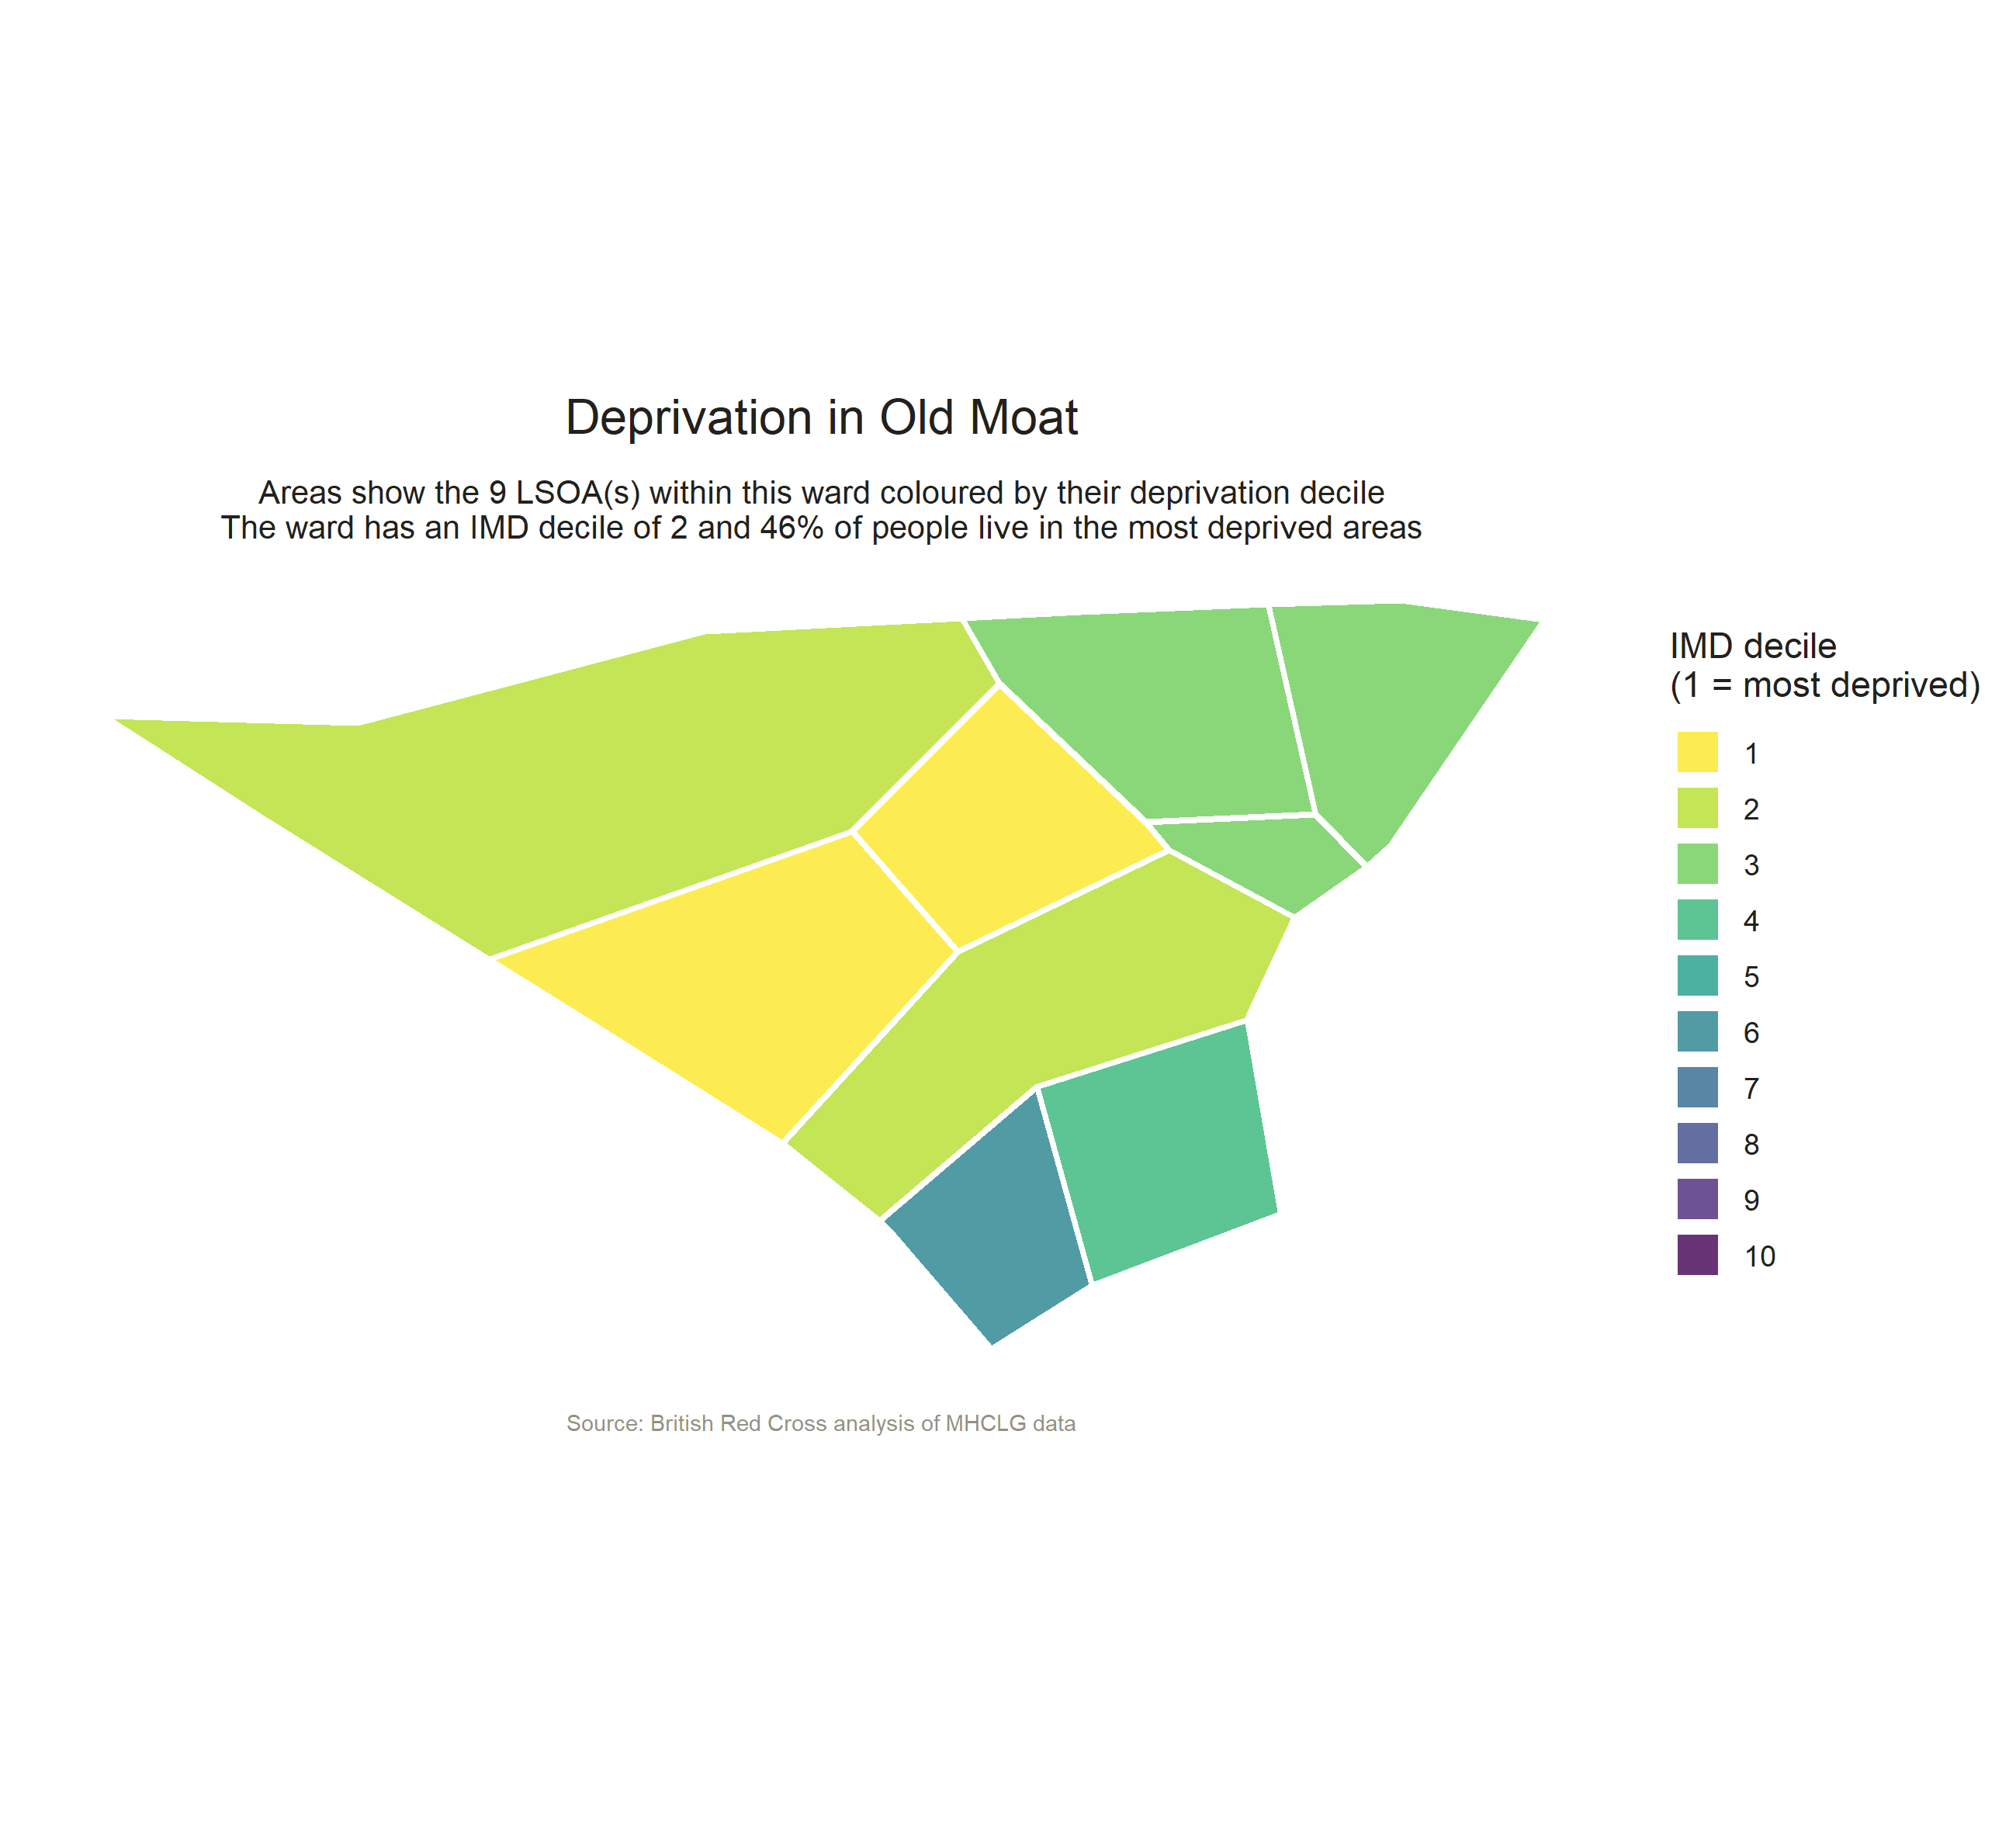 Deprivation in Old Moat
Areas show the 9 LSOA(s) within this ward coloured by their deprivation decile
The ward has an IMD decile of 2 and 46% of people live in the most deprived areas
IMD decile
(1 = most deprived)
1
2
3
4
5
6
7
8
9
10
Source: British Red Cross analysis of MHCLG data